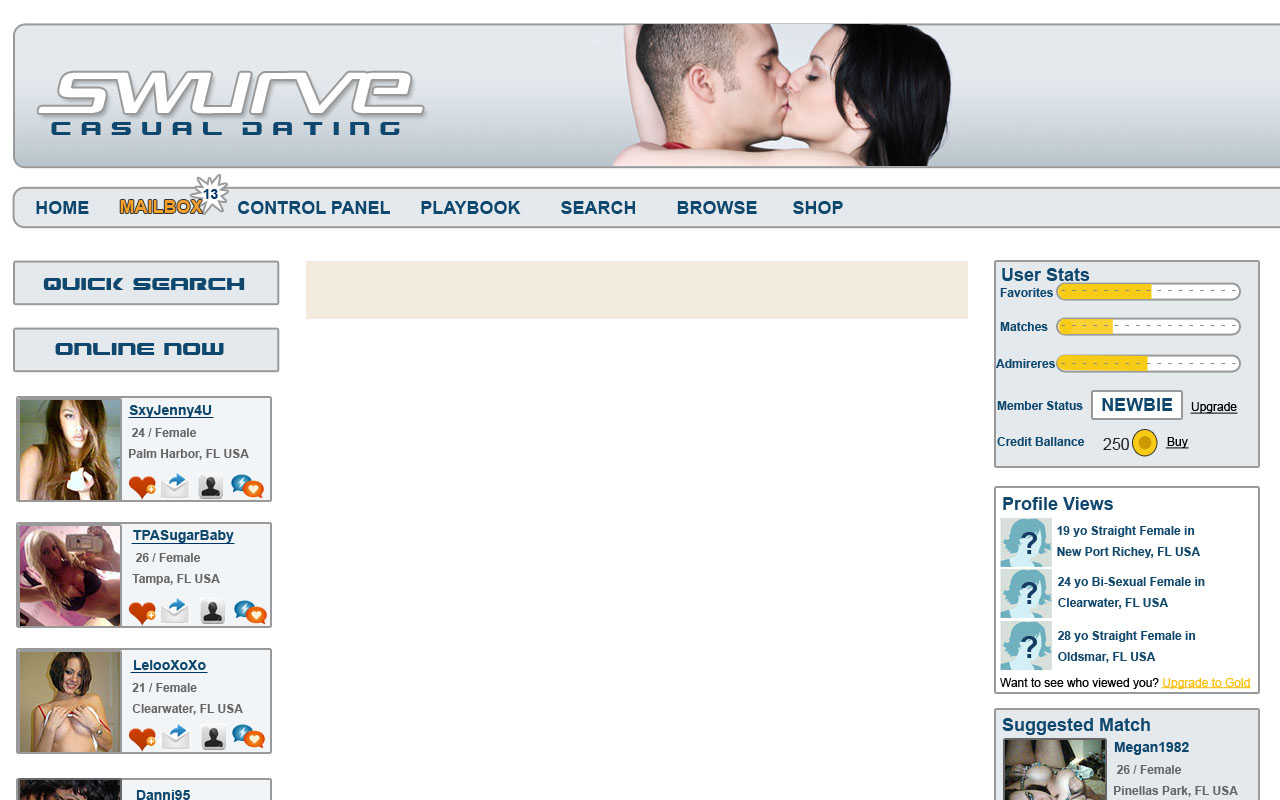 swurve
CASUAL DATING
HOME MAILBOX 13 CONTROL PANEL PLAYBOOK SEARCH BROWSE SHOP
QUICK SEARCH
ONLINE NOW
SxyJenny4U
24 / Female
Palm Harbor, FL USA
TPASugarBaby
26 / Female
Tampa, FL USA
LelooXoXo
21 / Female
Clearwater, FL USA
Danni95
User Stats
Favorites
Matches
Admireres
Member Status NEWBIE Upgrade
Credit Ballance 250 Buy
Profile Views
?
19 yo Straight Female in
New Port Richey, FL USA
?
24 yo Bi-Sexual Female in
Clearwater, FL USA
?
28 yo Straight Female in
Oldsmar, FL USA
Want to see who viewed you? Upgrade to Gold
Suggested Match
Megan1982
26 / Female
Pinellas Park, FL USA